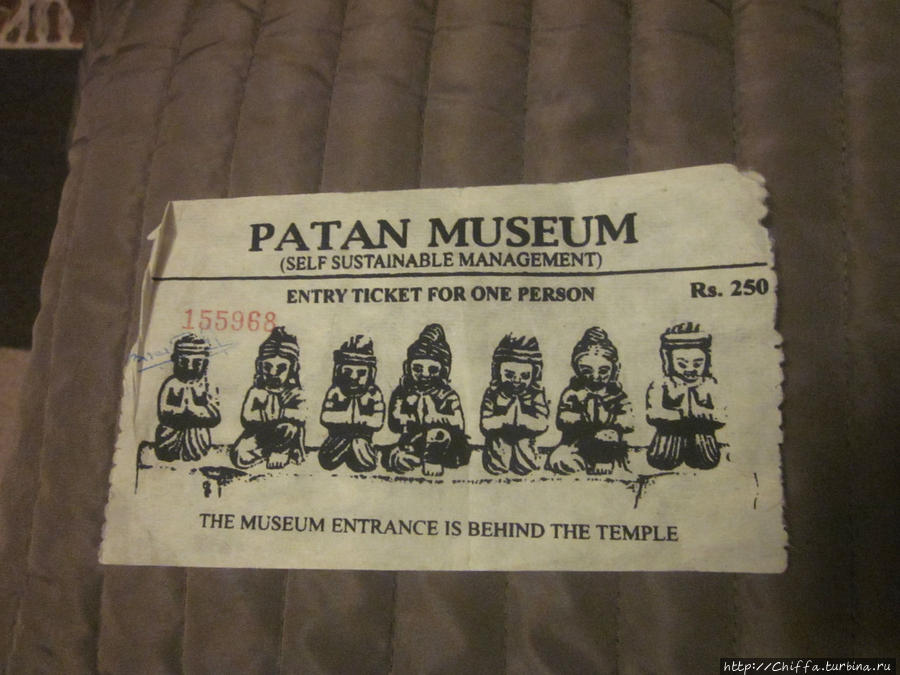 PATAN MUSEUM
(SELF SUSTAINABLE MANAGEMENT)
ENTRY TICKET FOR ONE PERSON Rs. 250
155968
THE MUSEUM ENTRANCE IS BEHIND THE TEMPLE
http://Chiffa.turbina.ru